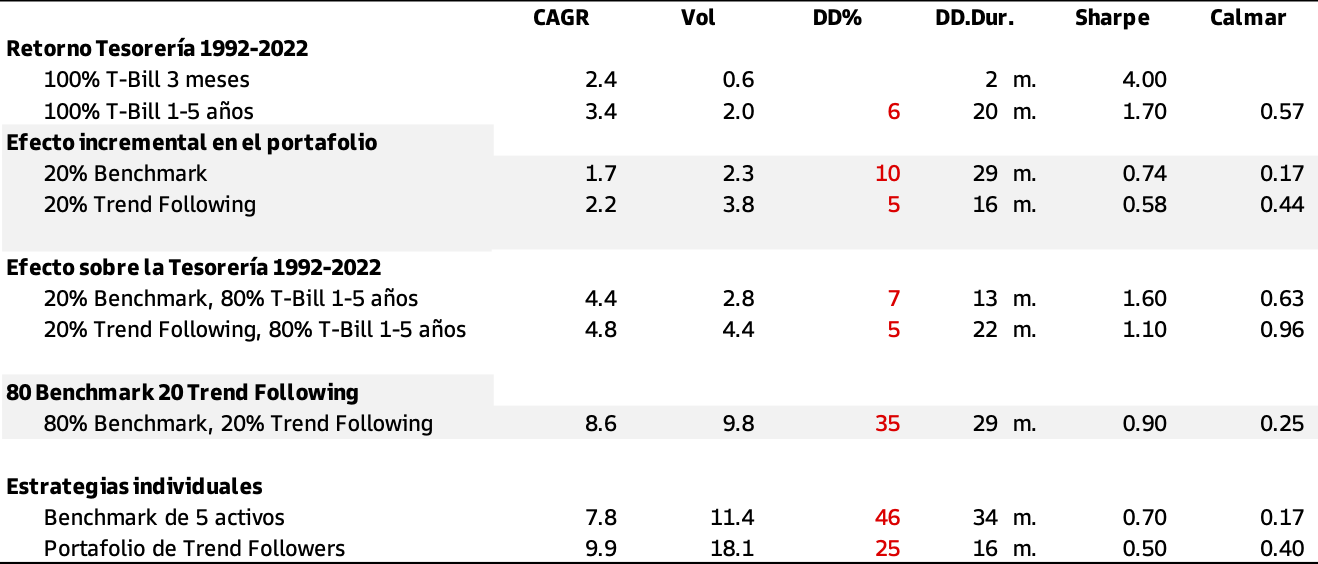 CAGR Vol DD% DD.Dur. Sharpe Calmar
Retorno Tesorería 1992-2022
100% T-Bill 3 meses 2.4 0.6 2 m. 4.00
100% T-Bill 1-5 años 3.4 2.0 6 20 m. 1.70 0.57
Efecto incremental en el portafolio
20% Benchmark 1.7 2.3 10 29 m. 0.74 0.17
20% Trend Following 2.2 3.8 5 16 m. 0.58 0.44
Efecto sobre la Tesorería 1992-2022
20% Benchmark, 80% T-Bill 1-5 años 4.4 2.8 7 13 m. 1.60 0.63
20% Trend Following, 80% T-Bill 1-5 años 4.8 4.4 5 22 m. 1.10 0.96
80 Benchmark 20 Trend Following
80% Benchmark, 20% Trend Following 8.6 9.8 35 29 m. 0.90 0.25
Estrategias individuales
Benchmark de 5 activos 7.8 11.4 46 34 m. 0.70 0.17
Portafolio de Trend Followers 9.9 18.1 25 16 m. 0.50 0.40